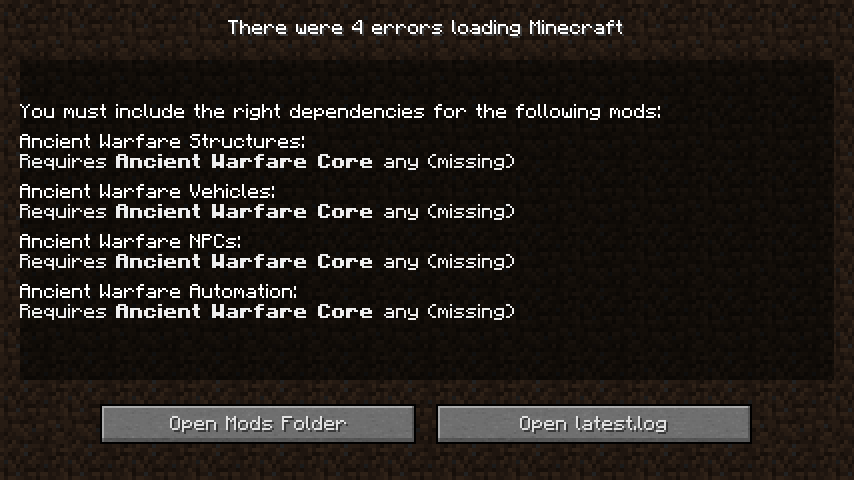 There were 4 errors loading Minecraft
You must include the right dependencies for the following mods:
Ancient Warfare Structures:
Requires Ancient Warfare Core any (missing)
Ancient Warfare Vehicles:
Requires Ancient Warfare Core any (missing)
Ancient Warfare NPCs:
Requires Ancient Warfare Core any (missing)
Ancient Warfare Automation:
Requires Ancient Warfare Core any (missing)
Open Mods Folder
Open latest.log